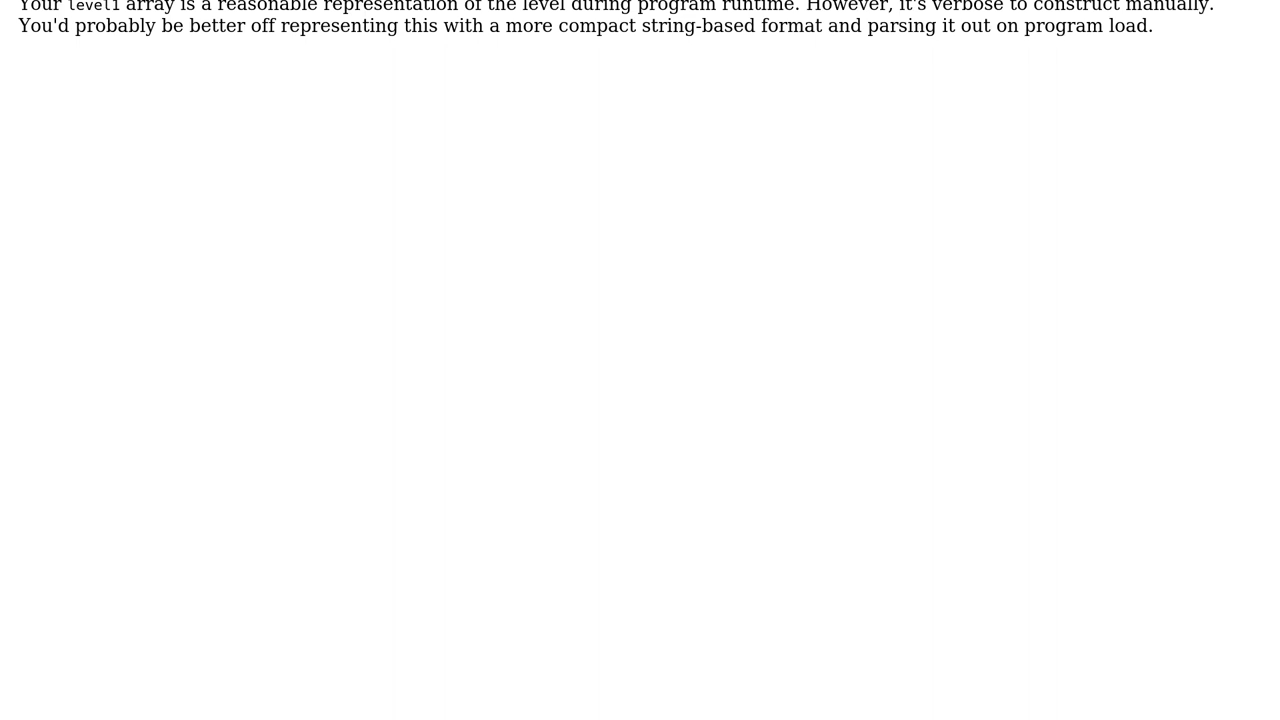 Your level1 array is a reasonable representation of the level during program runtime. However, it's verbose to construct manually.
You'd probably be better off representing this with a more compact string-based format and parsing it out on program load.